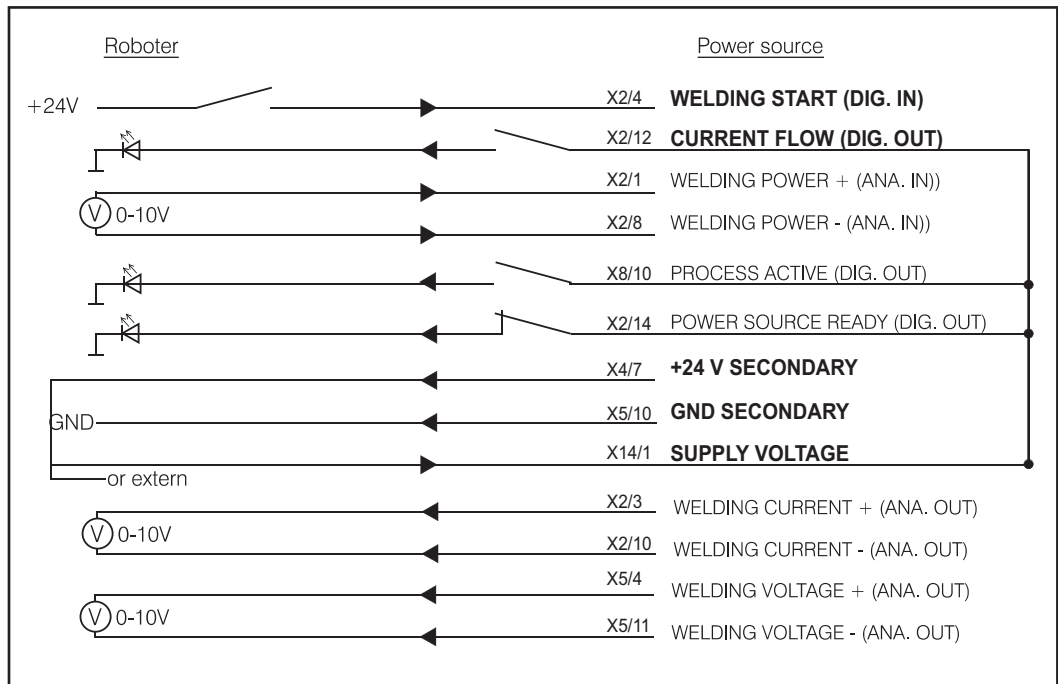 Roboter Power source
+24V X2/4 WELDING START (DIG. IN)
X2/12 CURRENT FLOW (DIG. OUT)
X2/1 WELDING POWER + (ANA. IN))
V 0-10V
X2/8 WELDING POWER - (ANA. IN))
X8/10 PROCESS ACTIVE (DIG. OUT)
X2/14 POWER SOURCE READY (DIG. OUT)
X4/7 +24 V SECONDARY
GND X5/10 GND SECONDARY
X14/1 SUPPLY VOLTAGE
or extern
X2/3 WELDING CURRENT + (ANA. OUT)
V 0-10V
X2/10 WELDING CURRENT - (ANA. OUT)
X5/4 WELDING VOLTAGE + (ANA. OUT)
V 0-10V
X5/11 WELDING VOLTAGE - (ANA. OUT)